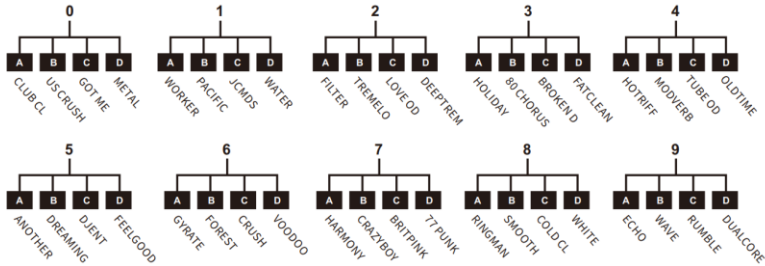 0 1 2 3 4
A B C D A B C D A B C D A B C D A B C D
CLUB CL US CRUSH GOT ME METAL WORKER PACIFIC JCMDS WATER FILTER TREMELO LOVE OD DEEPTREM HOLIDAY 80 CHORUS BROKEN D FATCLEAN HOTRIFF MODVERB TUBE OD OLDTIME
5 6 7 8 9
A B C D A B C D A B C D A B C D A B C D
ANOTHER DREAMING DJENT FEELGOOD GYRATE FOREST CRUSH VOODOO HARMONY CRAZYBOY BRITPINK 77 PUNK RINGMAN SMOOTH COLD CL WHITE ECHO WAVE RUMBLE DUALCORE